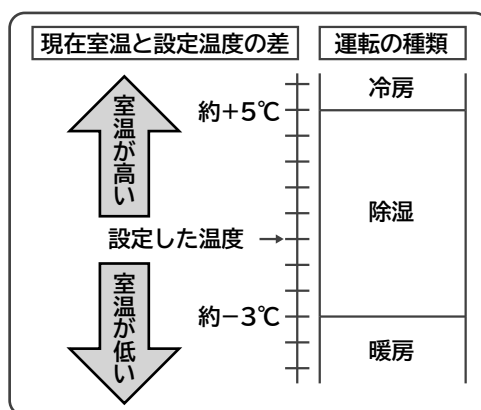 現在室温と設定温度の差
運転の種類
室温が高い
約+5℃
設定した温度
室温が低い
約−3℃
冷房
除湿
暖房